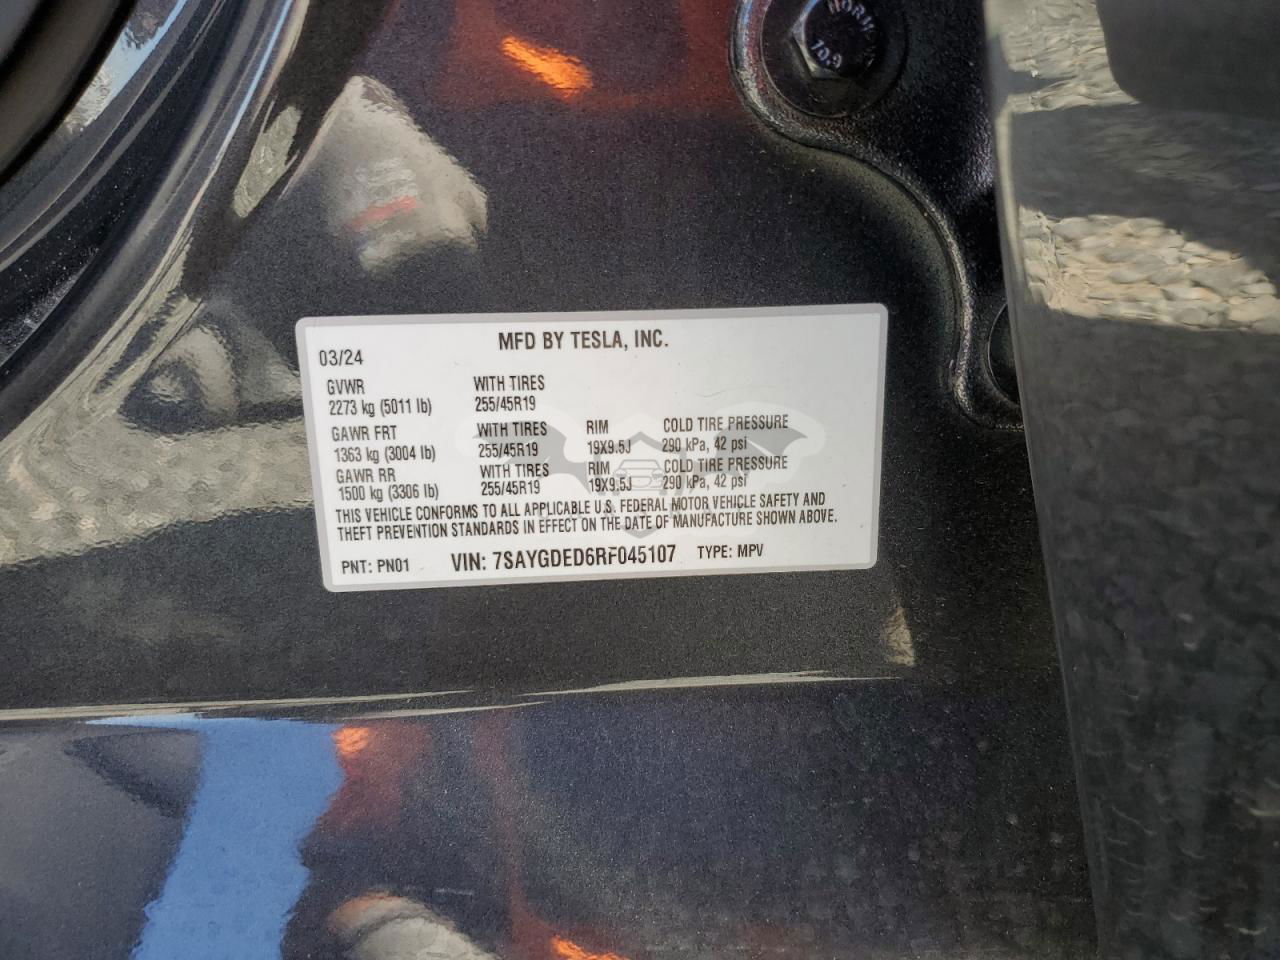 MFD BY TESLA, INC.
03/24
GVWR WITH TIRES
2273 kg (5011 lb) 255/45R19
GAWR FRT WITH TIRES RIM COLD TIRE PRESSURE
1363 kg (3004 lb) 255/45R19 19X9.5J 290 kPa, 42 psi
GAWR RR WITH TIRES RIM COLD TIRE PRESSURE
1500 kg (3306 lb) 255/45R19 19X9.5J 290 kPa, 42 psi
THIS VEHICLE CONFORMS TO ALL APPLICABLE U.S. FEDERAL MOTOR VEHICLE SAFETY AND
THEFT PREVENTION STANDARDS IN EFFECT ON THE DATE OF MANUFACTURE SHOWN ABOVE.
PNT: PN01 VIN: 7SAYGDED6RF045107 TYPE: MPV